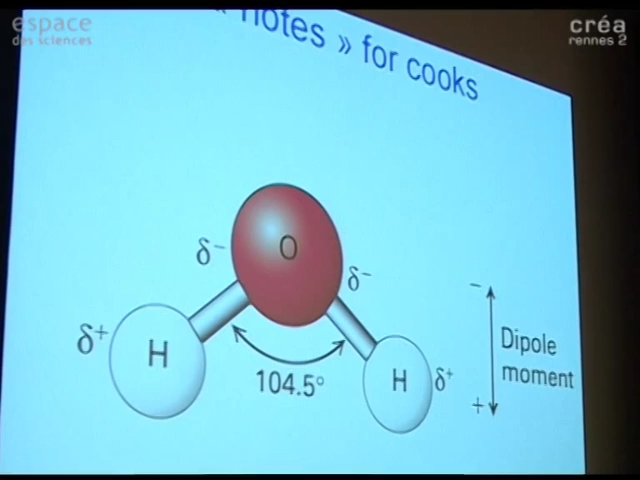 espace
des sciences
créa
rennes 2
« notes » for cooks
O
δ−
δ−
δ+
H
H
δ+
104.5°
−
Dipole
moment
+